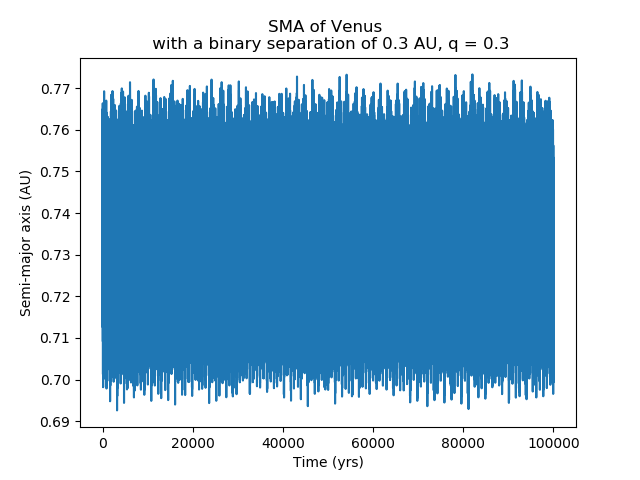 SMA of Venus
with a binary separation of 0.3 AU, q = 0.3
Semi-major axis (AU)
0.77
0.76
0.75
0.74
0.73
0.72
0.71
0.70
0.69
0 20000 40000 60000 80000 100000
Time (yrs)